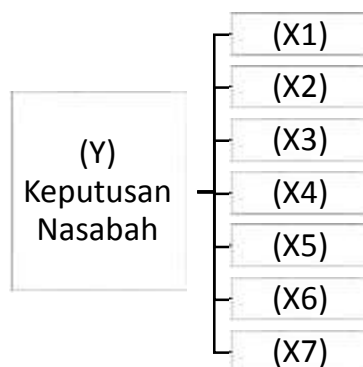 (Y)
Keputusan
Nasabah
(X1)
(X2)
(X3)
(X4)
(X5)
(X6)
(X7)